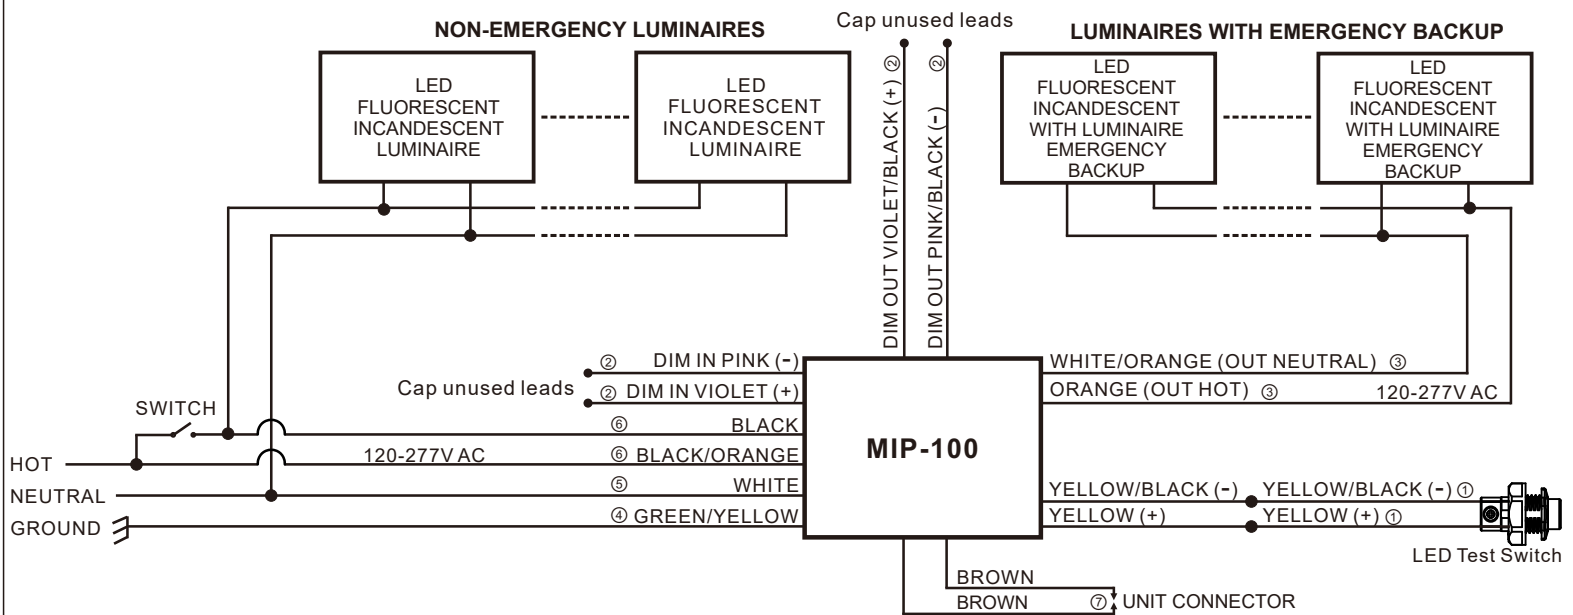 Cap unused leads
NON-EMERGENCY LUMINAIRES
LUMINAIRES WITH EMERGENCY BACKUP
LED
FLUORESCENT
INCANDESCENT
LUMINAIRE
LED
FLUORESCENT
INCANDESCENT
LUMINAIRE
DIM OUT VIOLET/BLACK (+) ②
DIM OUT PINK/BLACK (-) ②
LED
FLUORESCENT
INCANDESCENT
WITH LUMINAIRE
EMERGENCY
BACKUP
LED
FLUORESCENT
INCANDESCENT
WITH LUMINAIRE
EMERGENCY
BACKUP
② DIM IN PINK (-)
Cap unused leads
② DIM IN VIOLET (+)
SWITCH
⑥ BLACK
HOT
120-277V AC
⑥ BLACK/ORANGE
NEUTRAL
⑤ WHITE
GROUND
④ GREEN/YELLOW
MIP-100
WHITE/ORANGE (OUT NEUTRAL) ③
ORANGE (OUT HOT) ③
120-277V AC
YELLOW/BLACK (-)
YELLOW/BLACK (-) ①
YELLOW (+)
YELLOW (+) ①
LED Test Switch
BROWN
BROWN
⑦ UNIT CONNECTOR